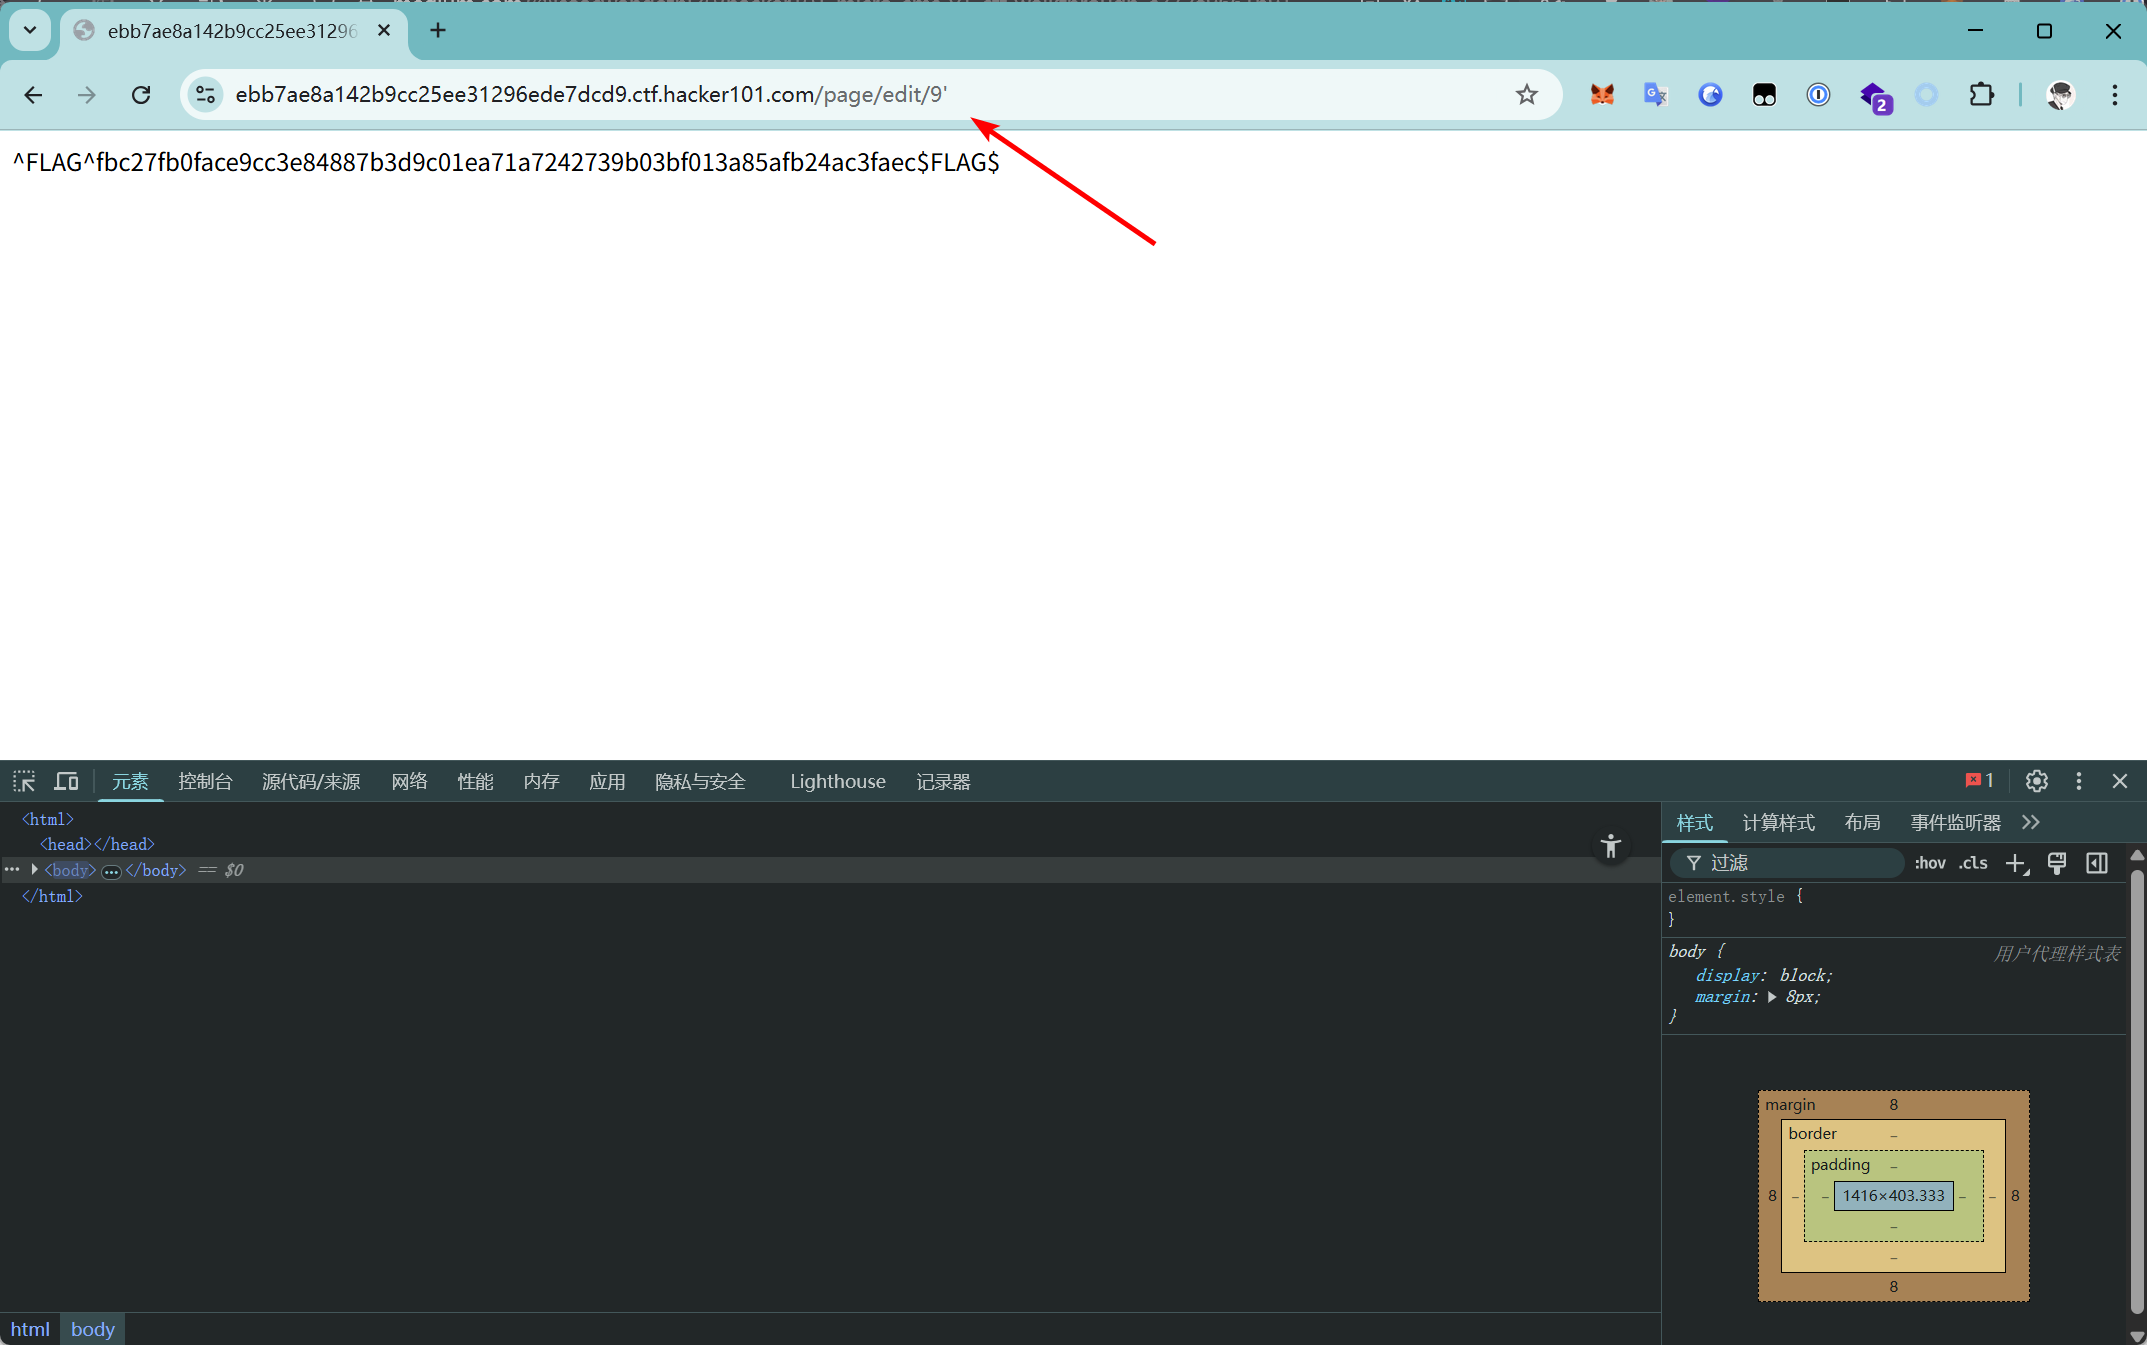 ebb7ae8a142b9cc25ee31296
ebb7ae8a142b9cc25ee31296ede7dcd9.ctf.hacker101.com/page/edit/9'
2
^FLAG^fbc27fb0face9cc3e84887b3d9c01ea71a7242739b03bf013a85afb24ac3faec$FLAG$
元素 控制台 源代码/来源 网络 性能 内存 应用 隐私与安全 Lighthouse 记录器 1
<html>
<head></head>
<body> </body> == $0
</html>
样式 计算样式 布局 事件监听器
过滤 :hov .cls
element.style {
}
body { 用户代理样式表
display: block;
margin: 8px;
}
margin 8
border –
padding –
8 – – 1416×403.333 – – 8
–
–
8
html body